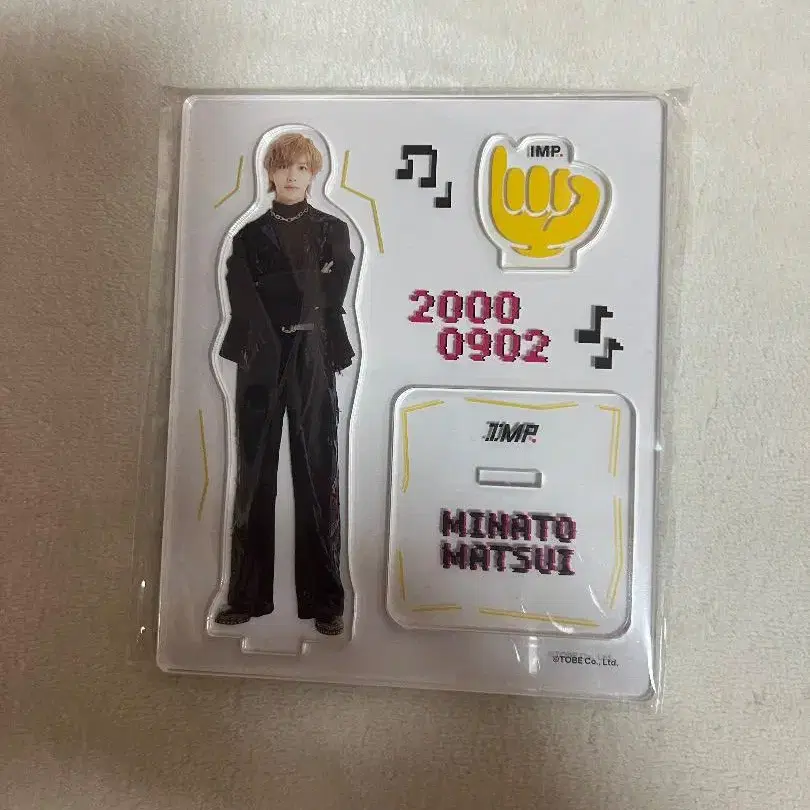 IMP.
2000
0902
IMP.
MINATO
MATSUI
©TOBE Co., Ltd.